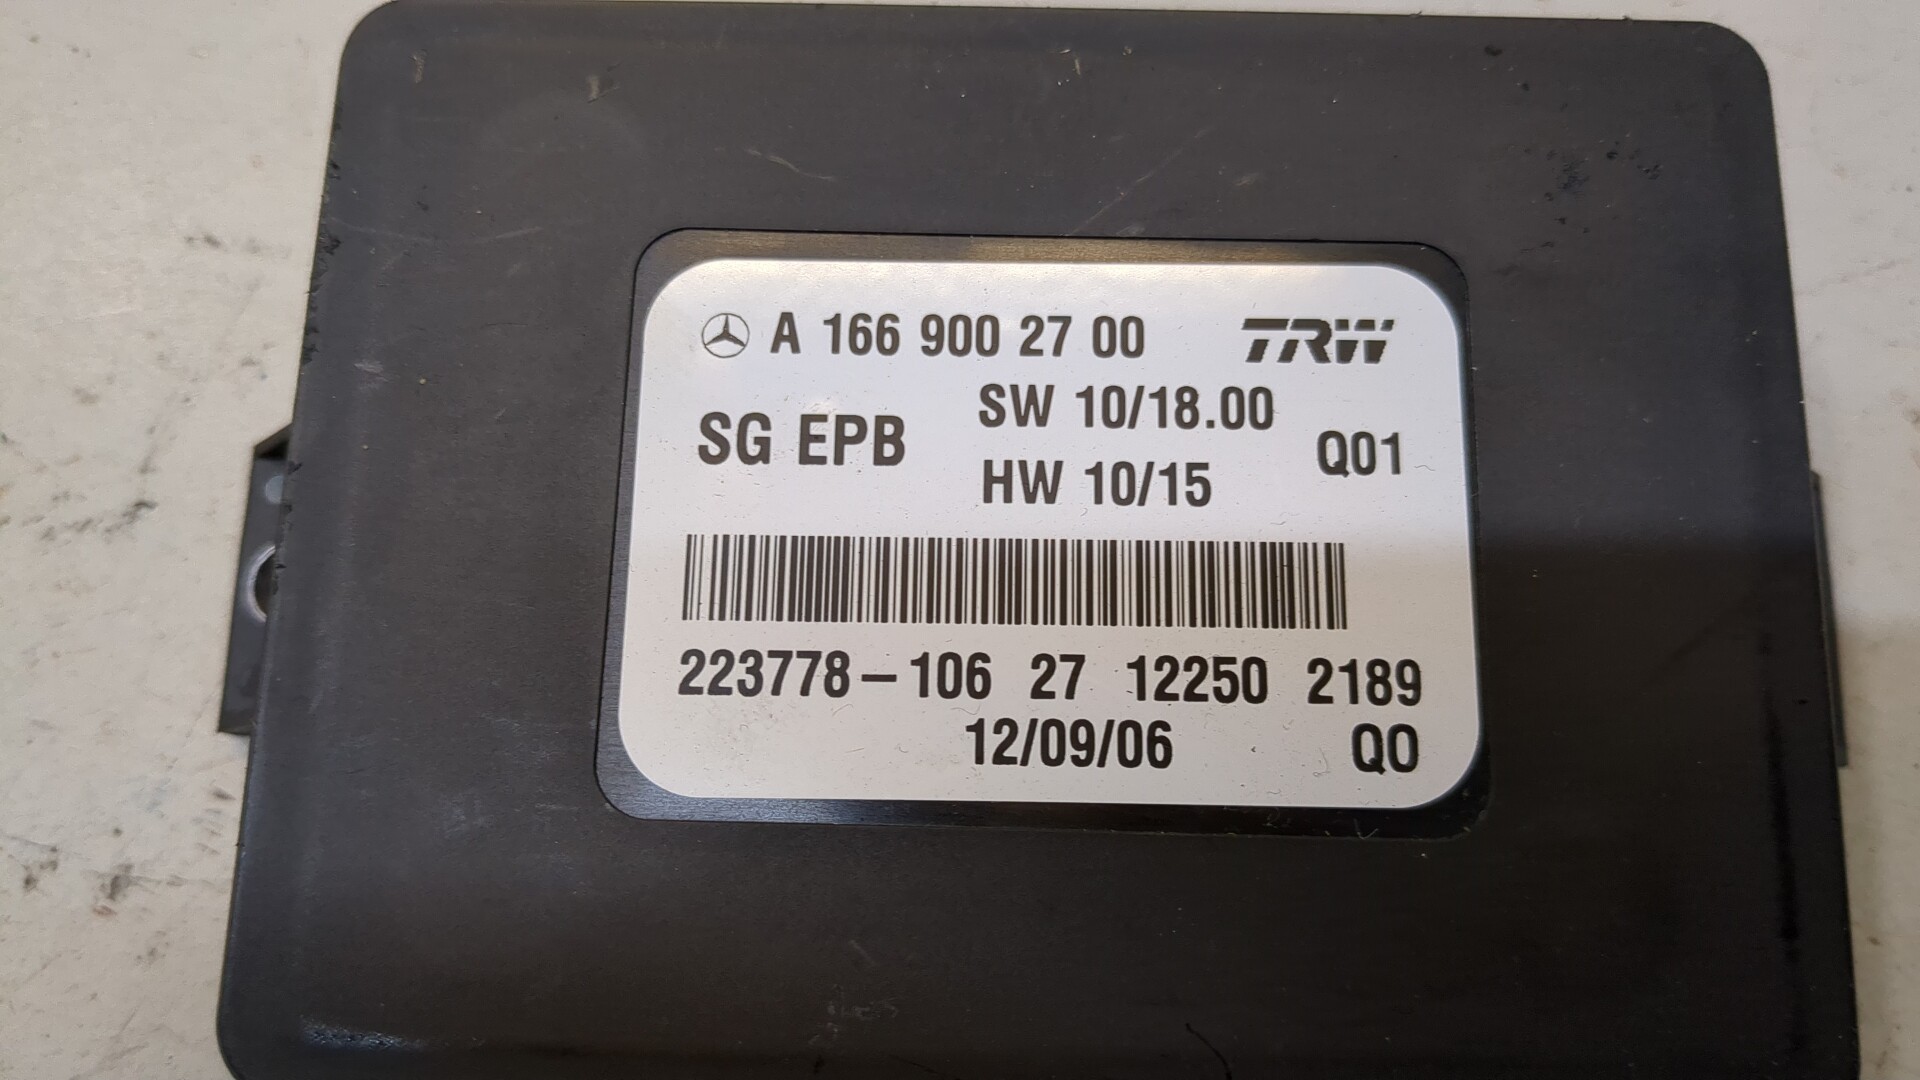 A 166 900 27 00 TRW
SG EPB SW 10/18.00 Q01
HW 10/15
223778-106 27 12250 2189
12/09/06 QO